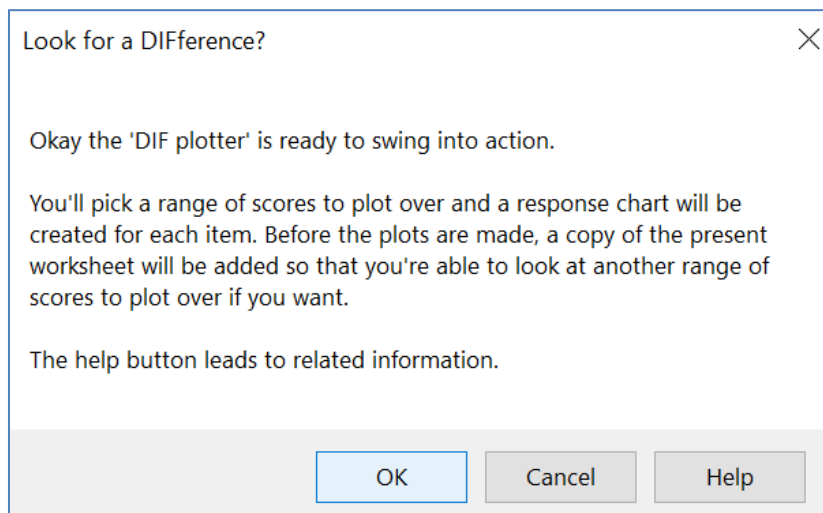 Look for a DIFference?
Okay the 'DIF plotter' is ready to swing into action.
You'll pick a range of scores to plot over and a response chart will be
created for each item. Before the plots are made, a copy of the present
worksheet will be added so that you're able to look at another range of
scores to plot over if you want.
The help button leads to related information.
OK
Cancel
Help